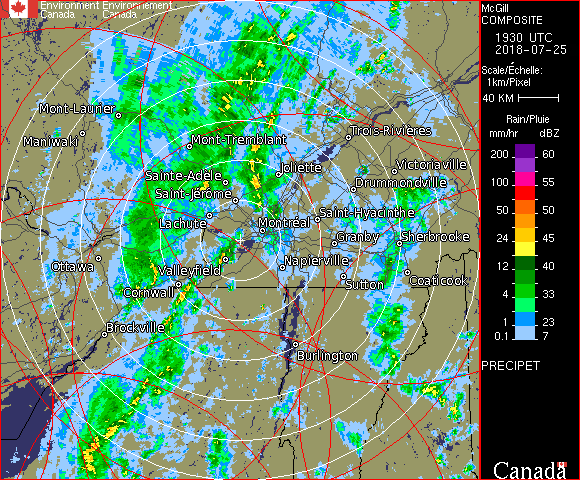 Environment Environnement
Canada Canada
Mont-Laurier
Maniwaki
Mont-Tremblant
Trois-Rivières
Joliette
Victoriaville
Sainte-Adèle
Drummondville
Saint-Jérôme
Lachute
Montréal
Saint-Hyacinthe
Granby
Sherbrooke
Ottawa
Valleyfield
Napierville
Cornwall
Sutton
Coaticook
Brockville
Burlington
McGill
COMPOSITE
1930 UTC
2018-07-25
Scale/Échelle:
1km/Pixel
40 KM
Rain/Pluie
mm/hr dBZ
200 60
100 55
50 50
24 45
12 40
4 33
1 23
0.1 7
PRECIPET
Canada